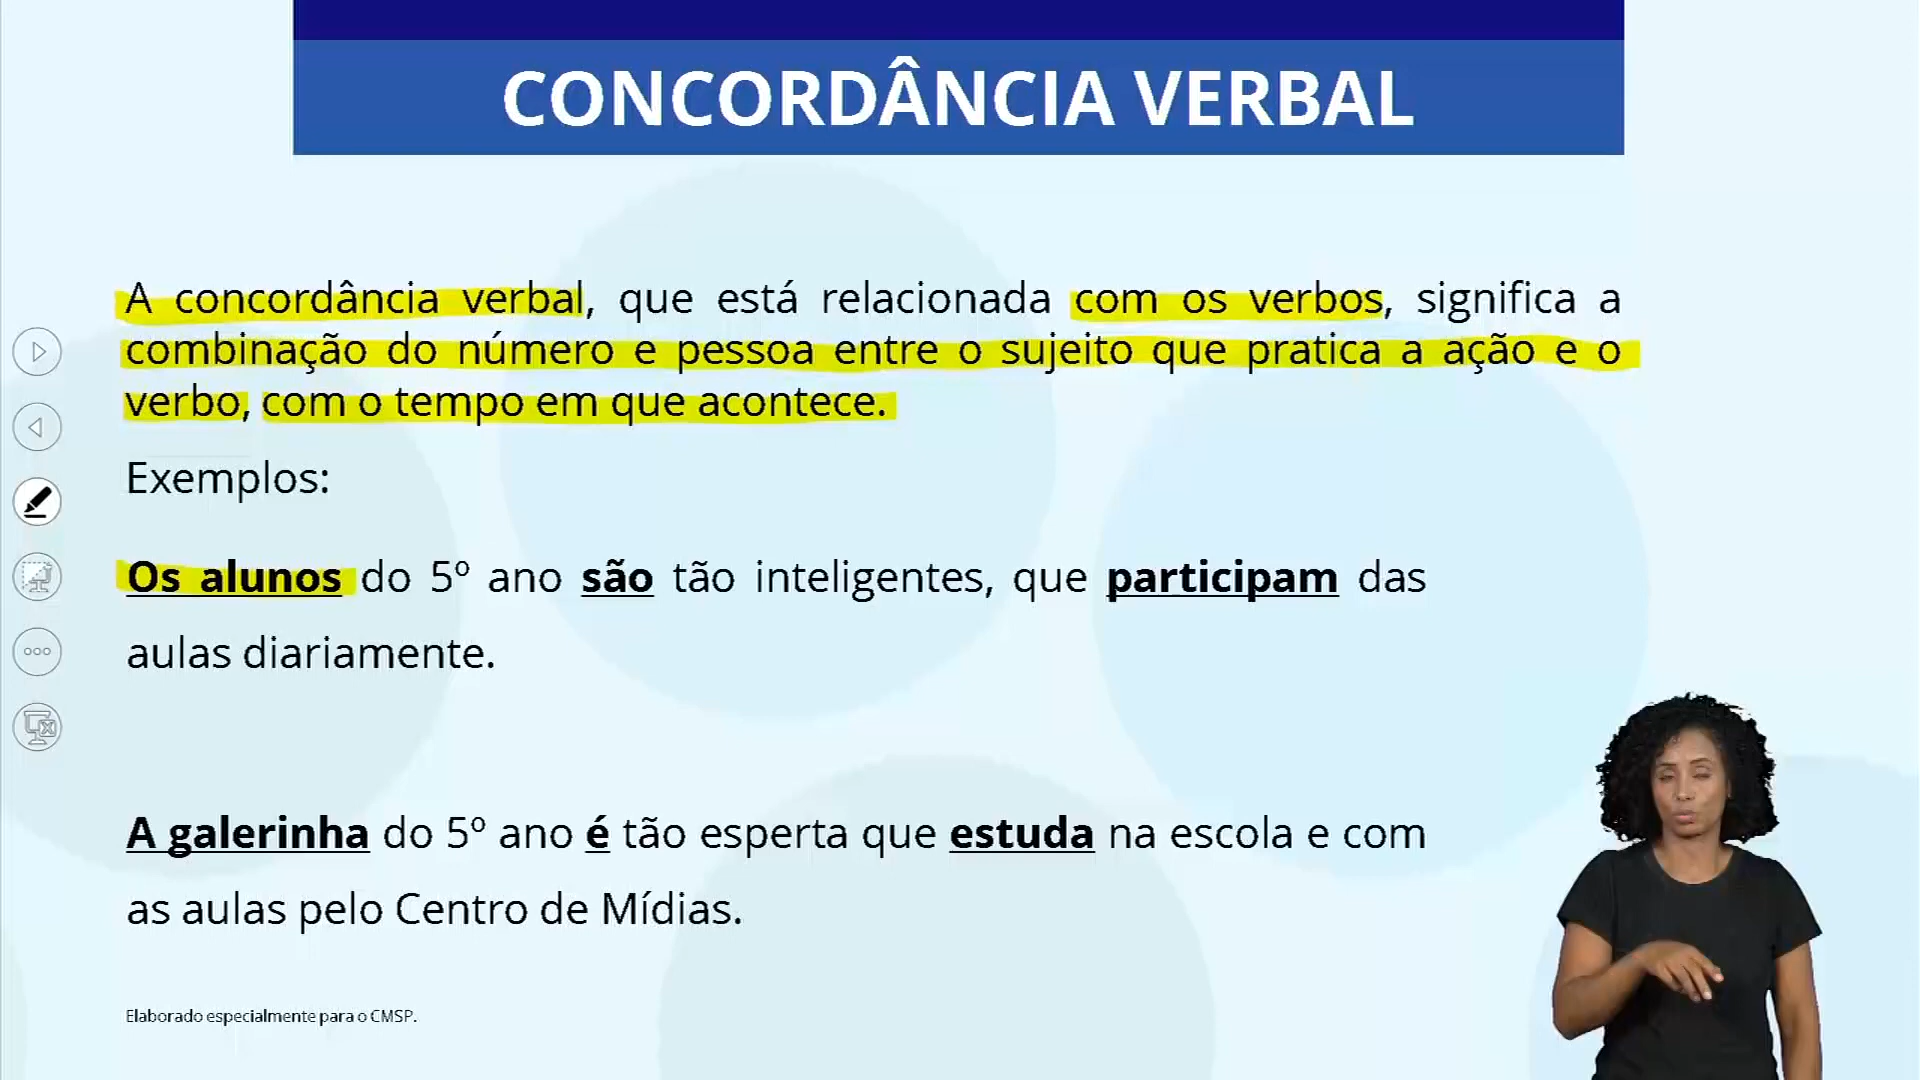 CONCORDÂNCIA VERBAL
A concordância verbal, que está relacionada com os verbos, significa a
combinação do número e pessoa entre o sujeito que pratica a ação e o
verbo, com o tempo em que acontece.
Exemplos:
Os alunos do 5º ano são tão inteligentes, que participam das
aulas diariamente.
A galerinha do 5º ano é tão esperta que estuda na escola e com
as aulas pelo Centro de Mídias.
Elaborado especialmente para o CMSP.